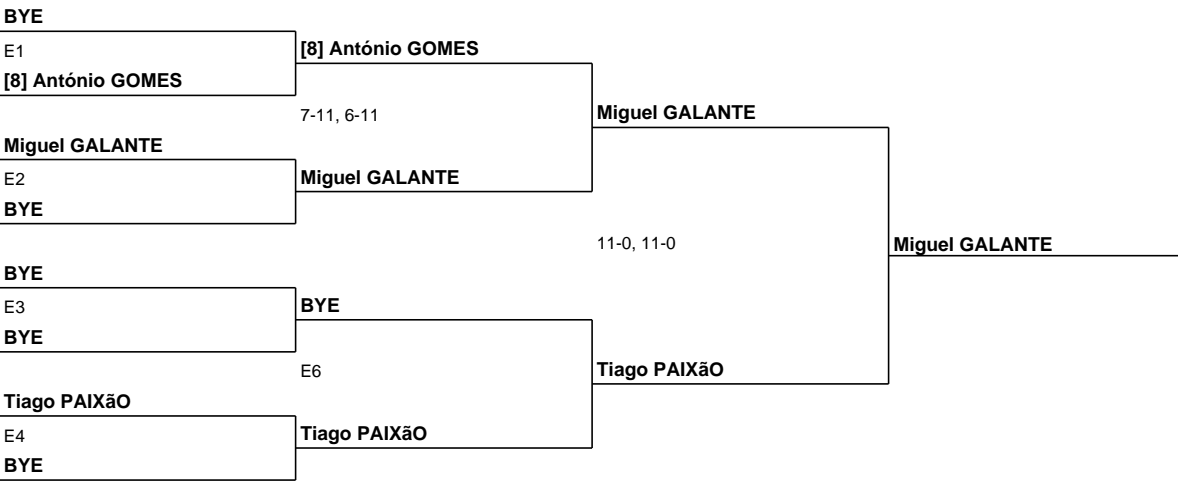 BYE
E1
[8] António GOMES
[8] António GOMES
7-11, 6-11
Miguel GALANTE
Miguel GALANTE
E2
Miguel GALANTE
BYE
11-0, 11-0
Miguel GALANTE
BYE
E3
BYE
BYE
E6
Tiago PAIXãO
Tiago PAIXãO
E4
Tiago PAIXãO
BYE